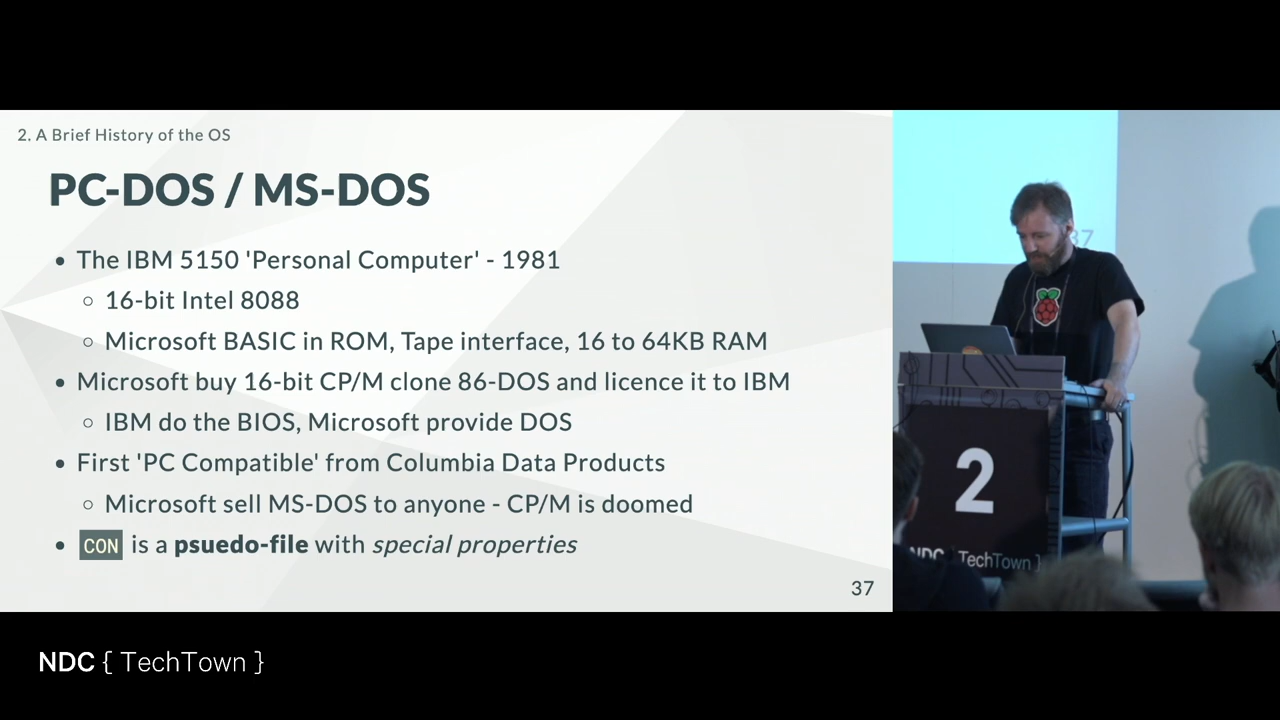 2. A Brief History of the OS
PC-DOS / MS-DOS
• The IBM 5150 'Personal Computer' - 1981
◦ 16-bit Intel 8088
◦ Microsoft BASIC in ROM, Tape interface, 16 to 64KB RAM
• Microsoft buy 16-bit CP/M clone 86-DOS and licence it to IBM
◦ IBM do the BIOS, Microsoft provide DOS
• First 'PC Compatible' from Columbia Data Products
◦ Microsoft sell MS-DOS to anyone - CP/M is doomed
• CON is a psuedo-file with special properties
37
37
2
NDC { TechTown }
NDC { TechTown }